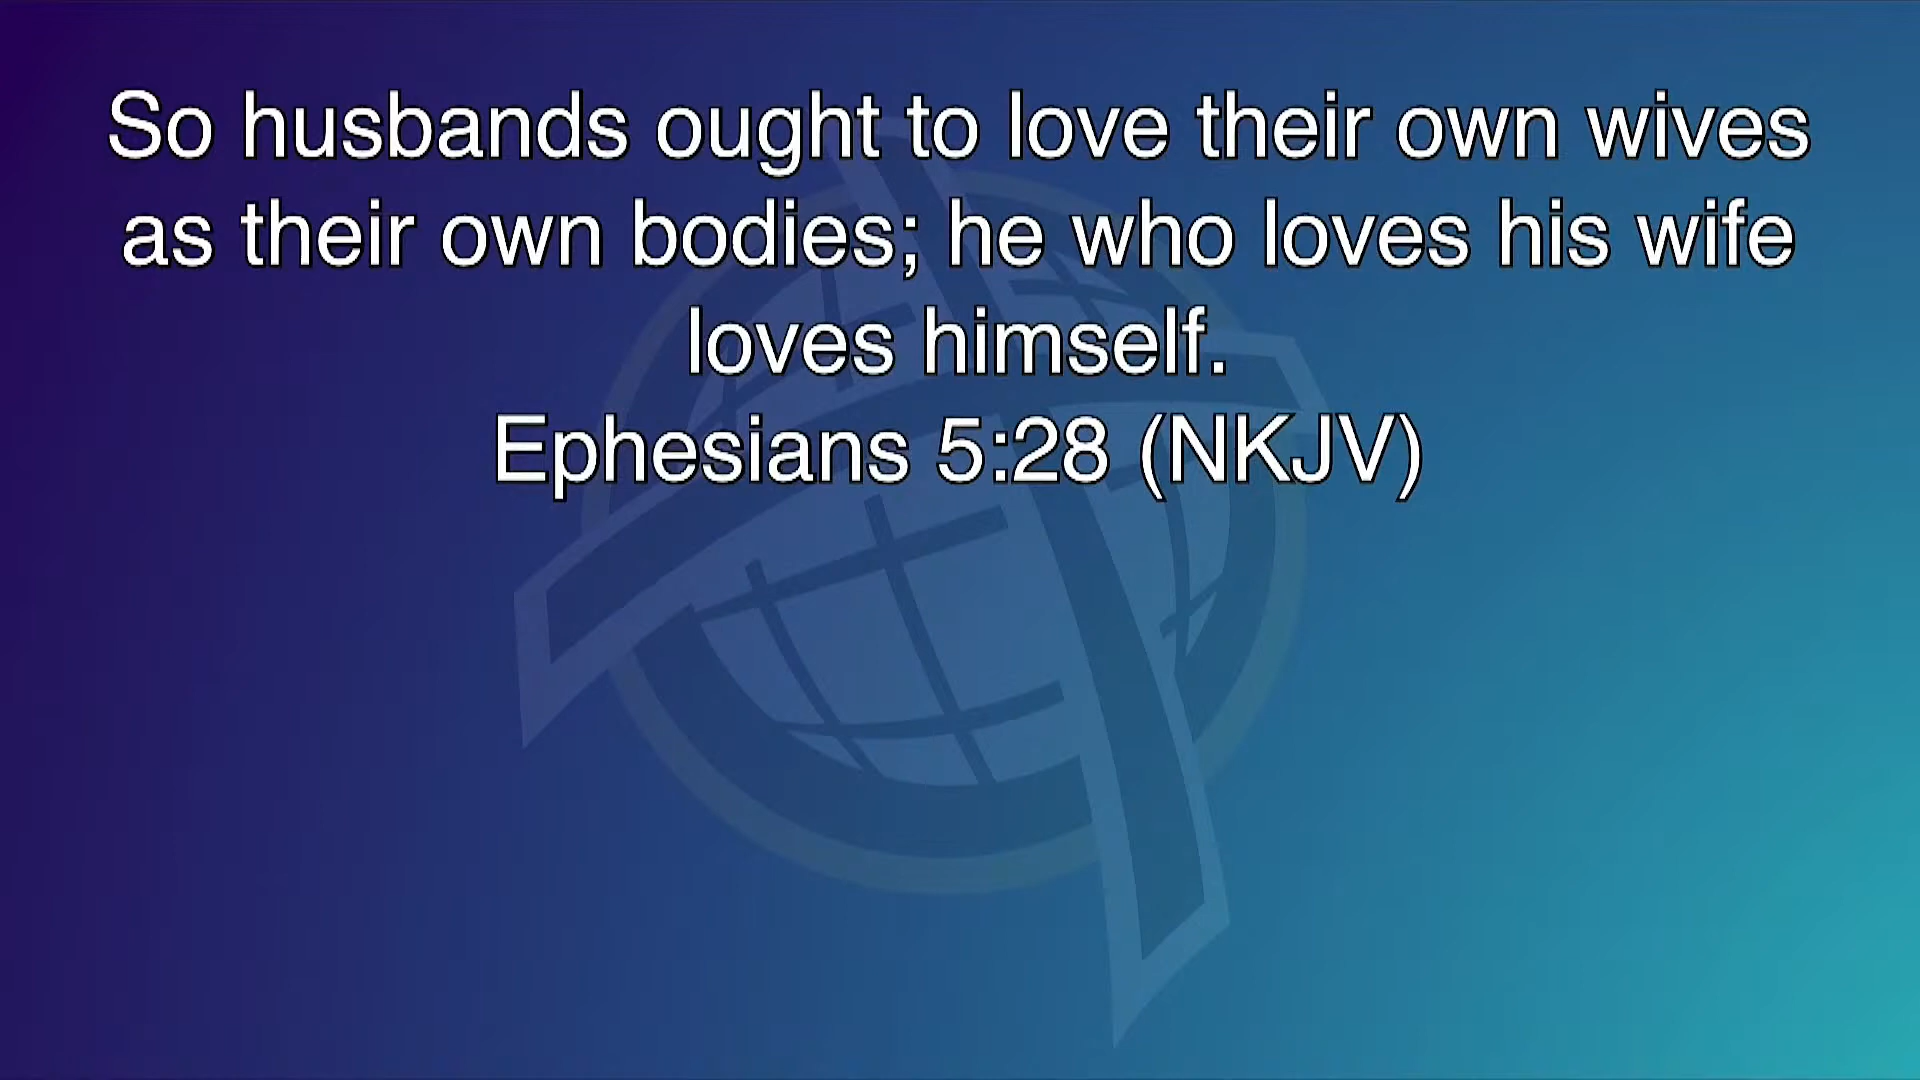 So husbands ought to love their own wives
as their own bodies; he who loves his wife
loves himself.
Ephesians 5:28 (NKJV)